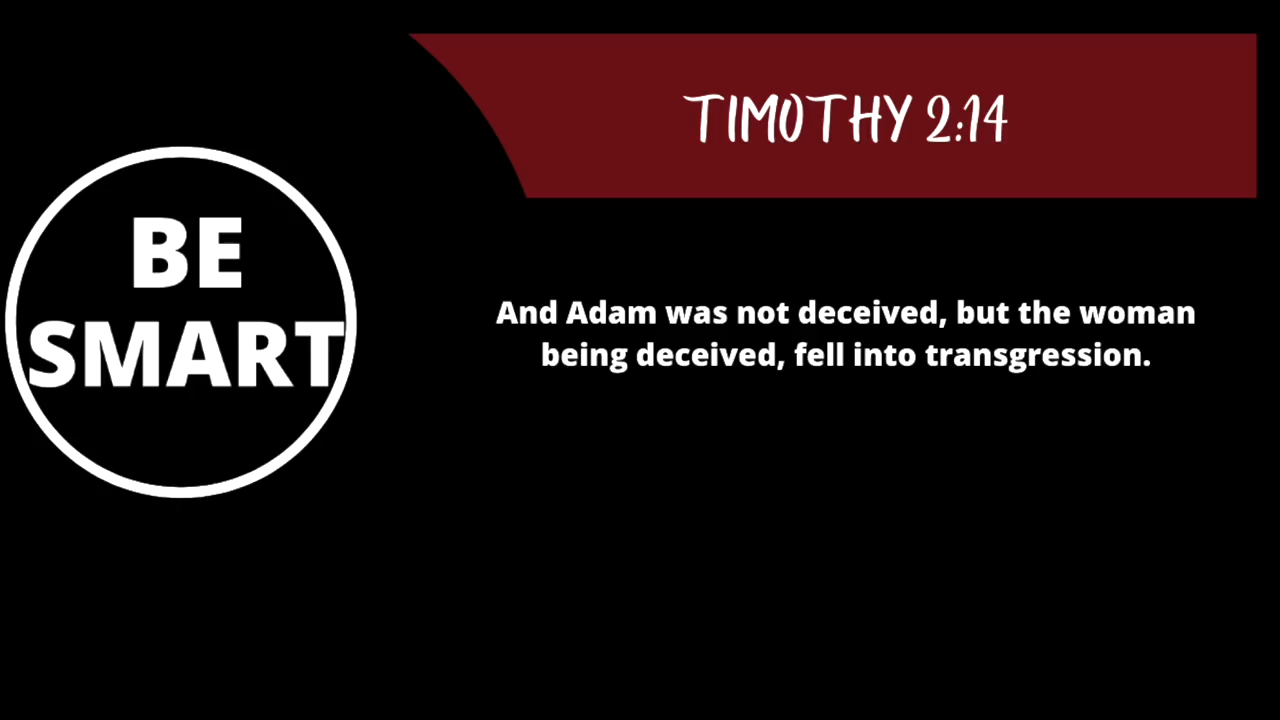 BE
SMART
TIMOTHY 2:14
And Adam was not deceived, but the woman
being deceived, fell into transgression.